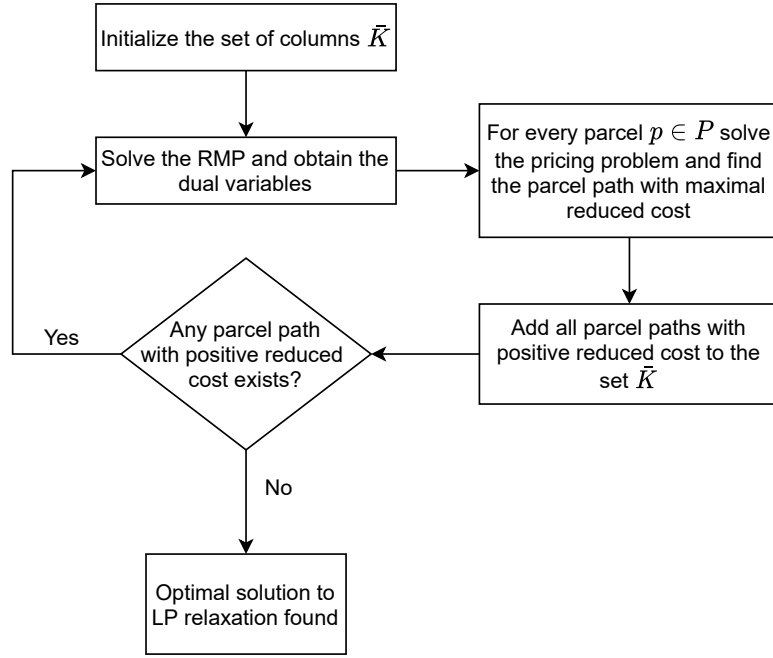 Initialize the set of columns K̄
Solve the RMP and obtain the
dual variables
For every parcel p ∈ P solve
the pricing problem and find
the parcel path with maximal
reduced cost
Add all parcel paths with
positive reduced cost to the
set K̄
Any parcel path
with positive reduced
cost exists?
Yes
No
Optimal solution to
LP relaxation found